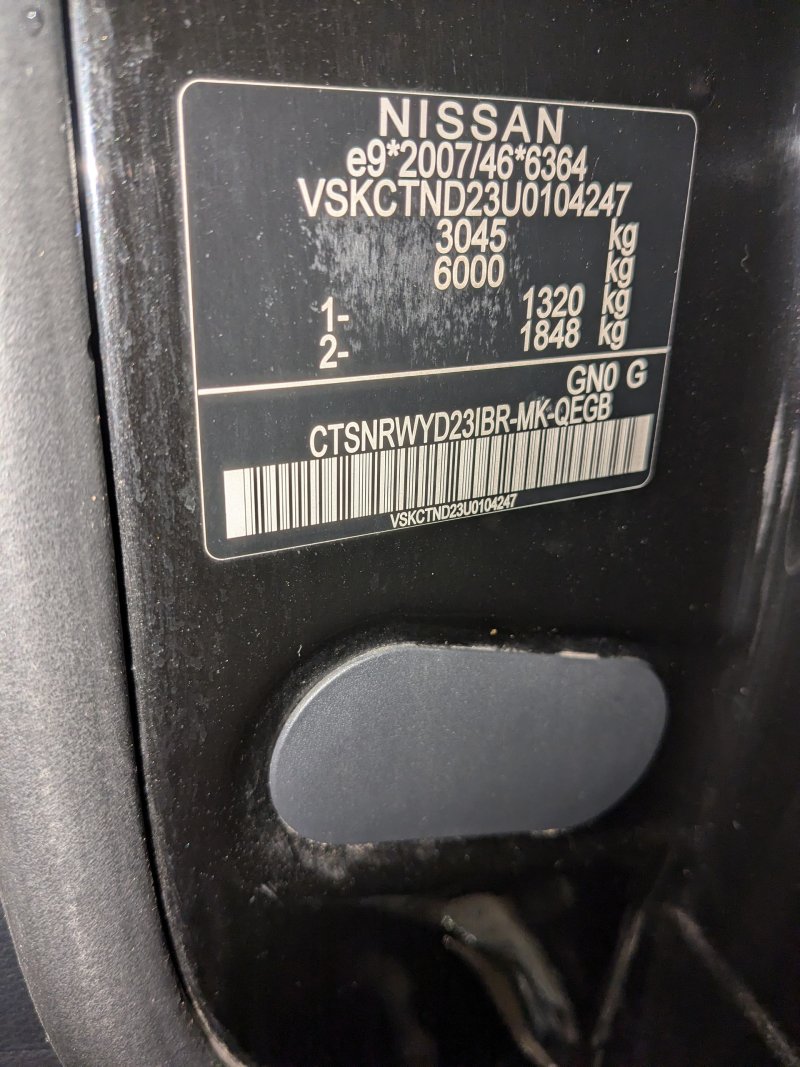 NISSAN
e9*2007/46*6364
VSKCTND23U0104247
3045 kg
6000 kg
1- 1320 kg
2- 1848 kg
GN0 G
CTSNRWYD23IBR-MK-QEGB
VSKCTND23U0104247